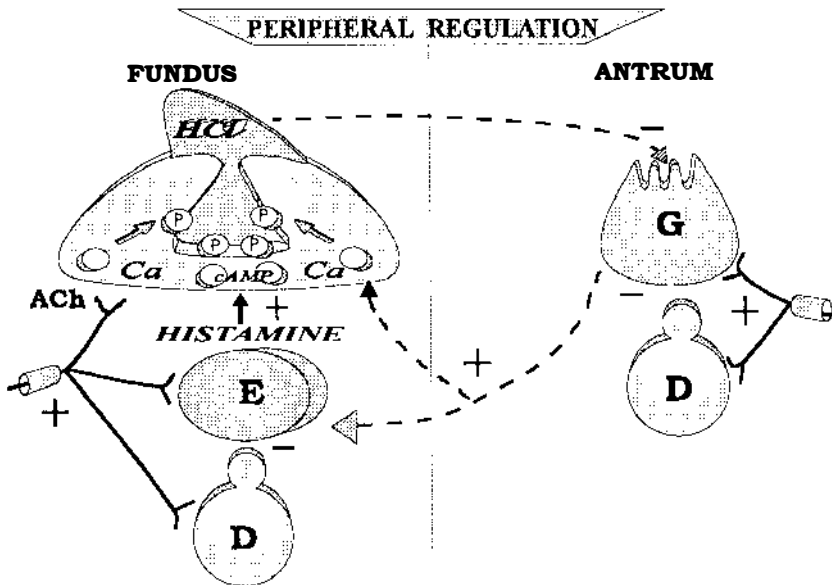 PERIPHERAL REGULATION
FUNDUS
ANTRUM
HCl
P
P
P
P
G
Ca
cAMP
Ca
ACh
+
−
−
+
HISTAMINE
+
+
E
D
−
D